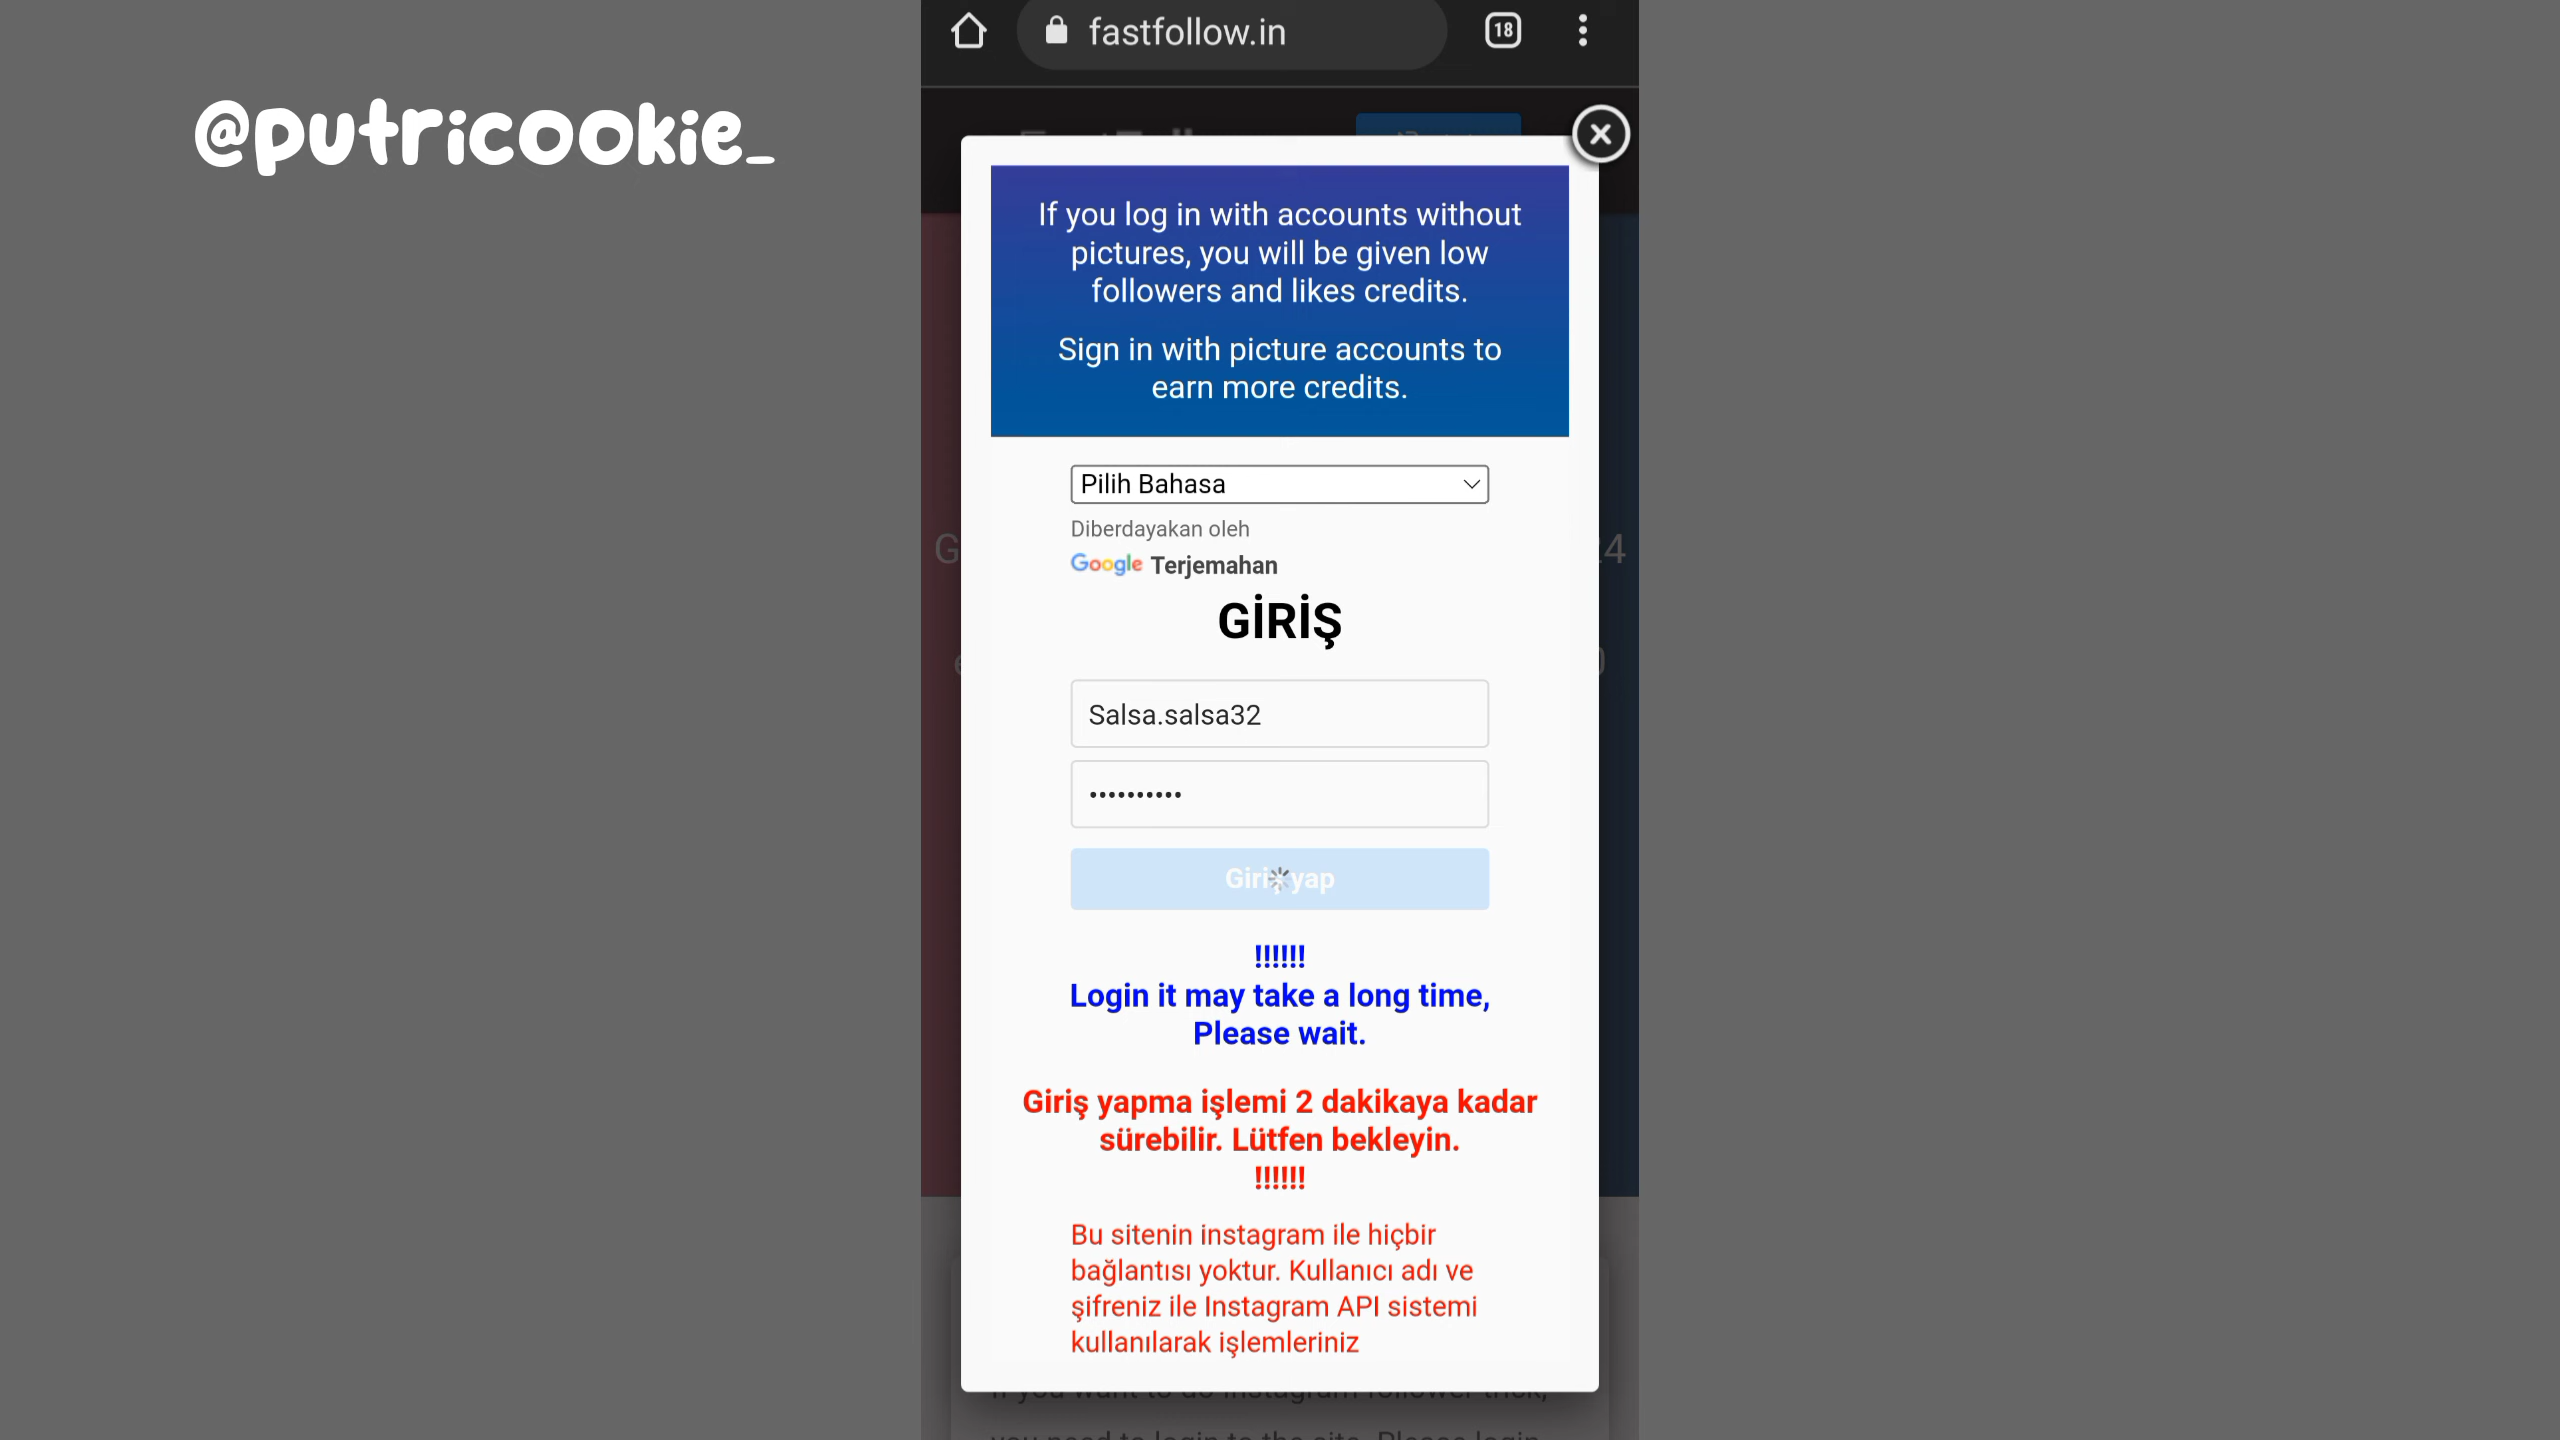 @putricookie_
fastfollow.in
18
If you log in with accounts without
pictures, you will be given low
followers and likes credits.
Sign in with picture accounts to
earn more credits.
Pilih Bahasa
Diberdayakan oleh
Google Terjemahan
GİRİŞ
Salsa.salsa32
Giriş yap
!!!!!!
Login it may take a long time,
Please wait.
Giriş yapma işlemi 2 dakikaya kadar
sürebilir. Lütfen bekleyin.
!!!!!!
Bu sitenin instagram ile hiçbir
bağlantısı yoktur. Kullanıcı adı ve
şifreniz ile Instagram API sistemi
kullanılarak işlemleriniz